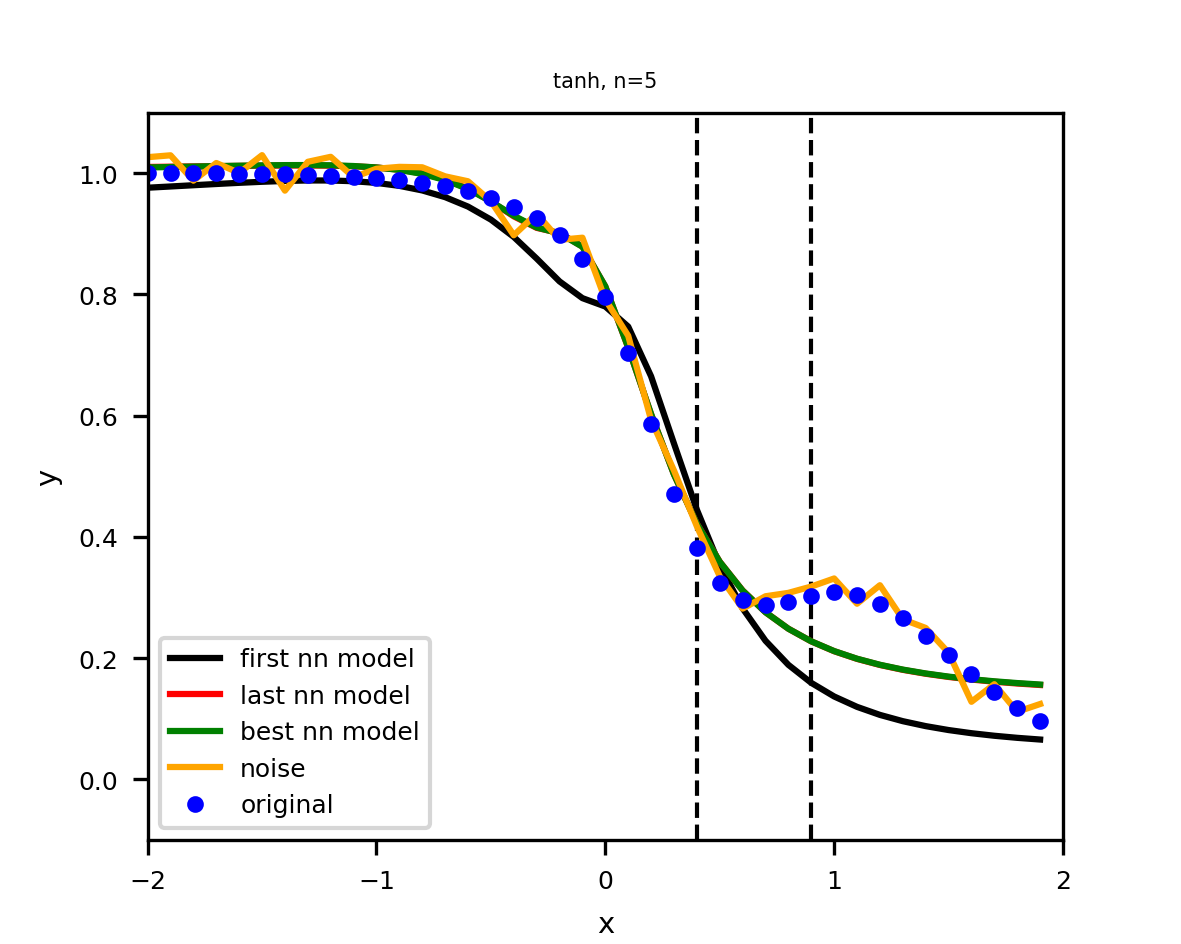 tanh, n=5
1.0
0.8
0.6
0.4
0.2
0.0
y
first nn model
last nn model
best nn model
noise
original
−2
−1
0
1
2
x